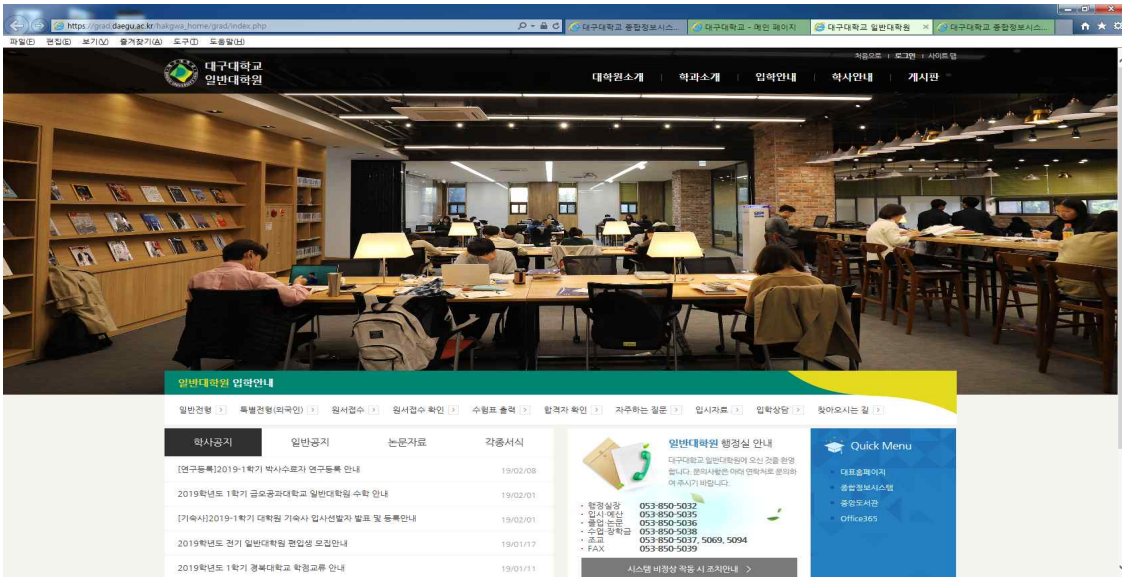 https://grad.daegu.ac.kr/hakgwa_home/grad/index.php
대구대학교 종합정보시스...
대구대학교 - 메인 페이지
대구대학교 일반대학원
대구대학교 종합정보시스...
파일(F) 편집(E) 보기(V) 즐겨찾기(A) 도구(T) 도움말(H)
처음으로 로그인 사이트맵
대구대학교
일반대학원
대학원소개 학과소개 입학안내 학사안내 게시판
일반대학원 입학안내
일반전형 특별전형(외국인) 원서접수 원서접수 확인 수험표 출력 합격자 확인 자주하는 질문 입시자료 입학상담 찾아오시는 길
학사공지 일반공지 논문자료 각종서식
[연구등록]2019-1학기 박사수료자 연구등록 안내 19/02/08
2019학년도 1학기 금오공과대학교 일반대학원 수학 안내 19/02/01
[기숙사]2019-1학기 대학원 기숙사 입사선발자 발표 및 등록안내 19/02/01
2019학년도 전기 일반대학원 편입생 모집안내 19/01/17
2019학년도 1학기 경북대학교 학점교류 안내 19/01/11
일반대학원 행정실 안내
대구대학교 일반대학원에 오신 것을 환영
합니다. 문의사항은 아래 연락처로 문의하
여 주시기 바랍니다.
· 행정실장 053-850-5032
· 입시·예산 053-850-5035
· 졸업·논문 053-850-5036
· 수업·장학금 053-850-5038
· 조교 053-850-5037, 5069, 5094
· FAX 053-850-5039
시스템 비정상 작동 시 조치안내 >
Quick Menu
대표홈페이지
종합정보시스템
중앙도서관
Office365